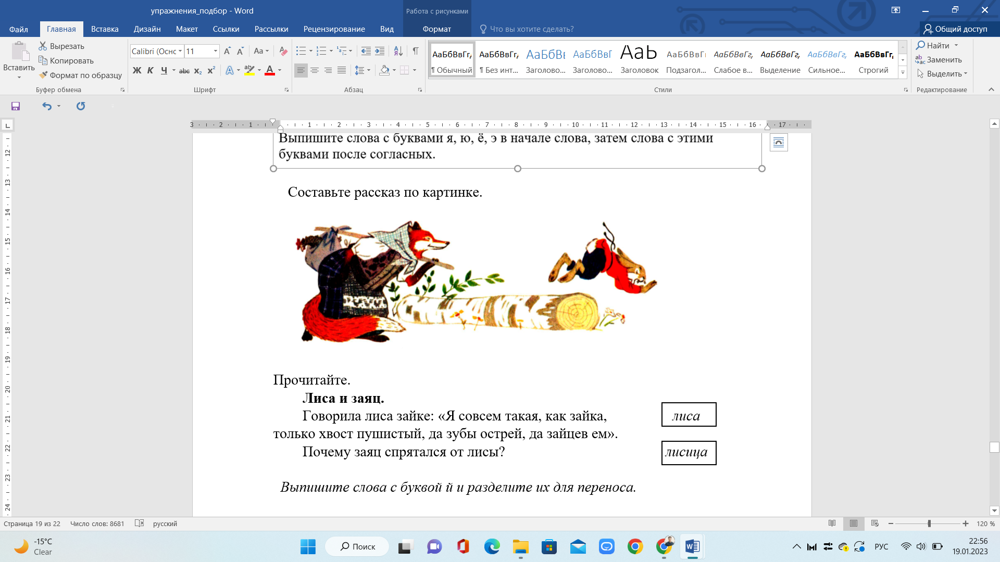 упражнения_подбор - Word
Работа с рисунками
Файл
Главная
Вставка
Дизайн
Макет
Ссылки
Рассылки
Рецензирование
Вид
Формат
Что вы хотите сделать?
Общий доступ
Вставить
Вырезать
Копировать
Формат по образцу
Буфер обмена
Calibri (Оснс
11
Aa
Ж К Ч abc x₂ x²
Шрифт
Абзац
АаБбВвГг,
¶ Обычный
АаБбВвГг,
¶ Без инт...
АаБбВı
Заголово...
АаБбВвГ
Заголово...
АаЬ
Заголовок
АаБбВвГı
Подзагол...
АаБбВвГг,
Слабое в...
АаБбВвГг,
Выделение
АаБбВвГг,
Сильное...
АаБбВвГг,
Строгий
Стили
Найти
Заменить
Выделить
Редактирование
3 2 1 1 2 3 4 5 6 7 8 9 10 11 12 13 14 15 16 17
12
13
14
15
16
17
18
19
20
21
22
23
24
Выпишите слова с буквами я, ю, ё, э в начале слова, затем слова с этими
буквами после согласных.
Составьте рассказ по картинке.
Прочитайте.
Лиса и заяц.
Говорила лиса зайке: «Я совсем такая, как зайка,
только хвост пушистый, да зубы острей, да зайцев ем».
Почему заяц спрятался от лисы?
лиса
лисица
Выпишите слова с буквой й и разделите их для переноса.
Страница 19 из 22
Число слов: 8681
русский
120 %
-15°C
Clear
Поиск
РУС
22:56
19.01.2023